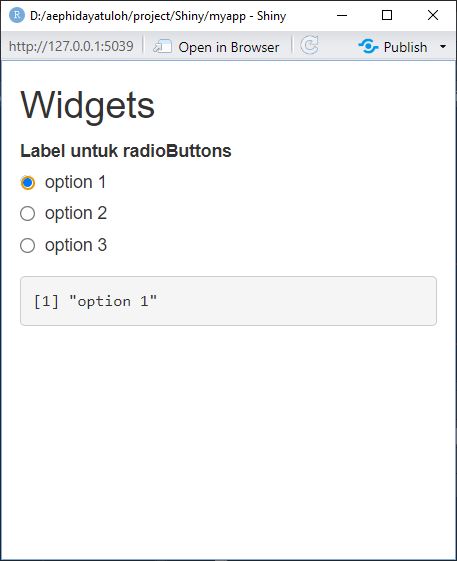 D:/aephidayatuloh/project/Shiny/myapp - Shiny
http://127.0.0.1:5039 Open in Browser Publish
Widgets
Label untuk radioButtons
option 1
option 2
option 3
[1] "option 1"